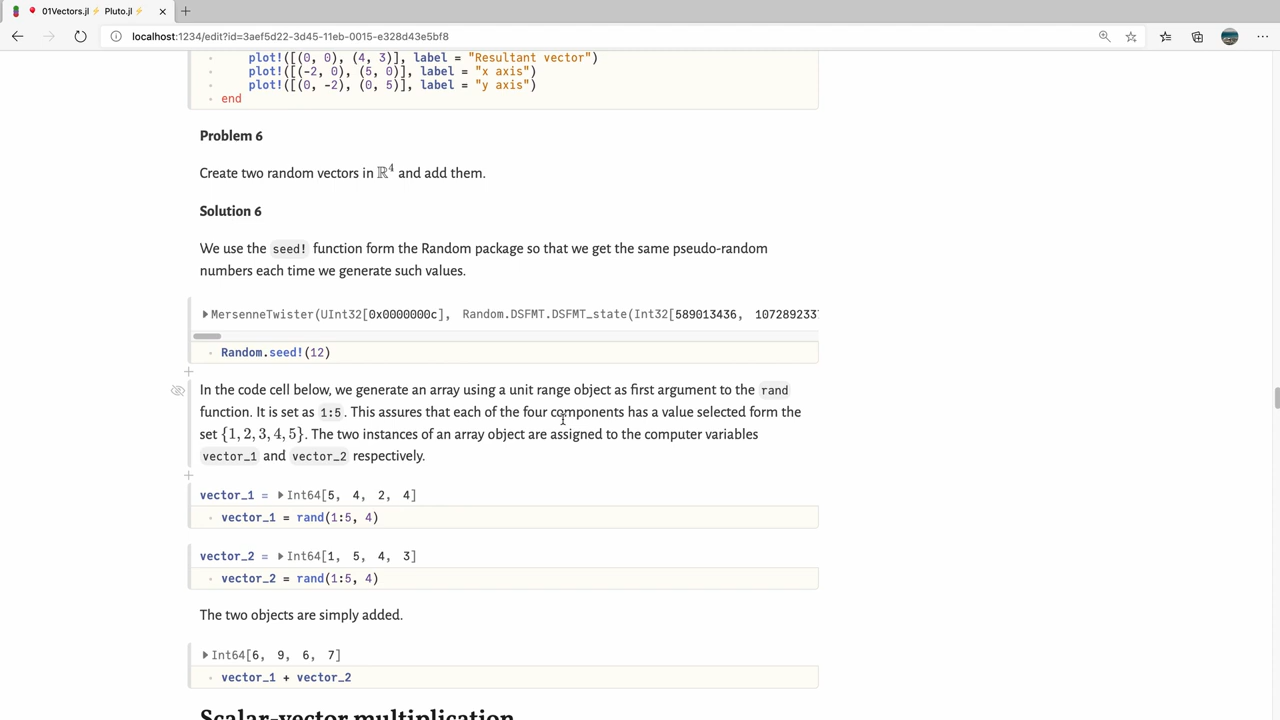 01Vectors.jl ⚡ Pluto.jl ⚡
localhost:1234/edit?id=3aef5d22-3d45-11eb-0015-e328d43e5bf8
plot!([(0, 0), (4, 3)], label = "Resultant vector")
plot!([(-2, 0), (5, 0)], label = "x axis")
plot!([(0, -2), (0, 5)], label = "y axis")
end
Problem 6
Create two random vectors in ℝ⁴ and add them.
Solution 6
We use the seed! function form the Random package so that we get the same pseudo-random
numbers each time we generate such values.
MersenneTwister(UInt32[0x0000000c], Random.DSFMT.DSFMT_state(Int32[589013436, 1072892337
Random.seed!(12)
In the code cell below, we generate an array using a unit range object as first argument to the rand
function. It is set as 1:5. This assures that each of the four components has a value selected form the
set {1, 2, 3, 4, 5}. The two instances of an array object are assigned to the computer variables
vector_1 and vector_2 respectively.
vector_1 = Int64[5, 4, 2, 4]
vector_1 = rand(1:5, 4)
vector_2 = Int64[1, 5, 4, 3]
vector_2 = rand(1:5, 4)
The two objects are simply added.
Int64[6, 9, 6, 7]
vector_1 + vector_2
Scalar-vector multiplication